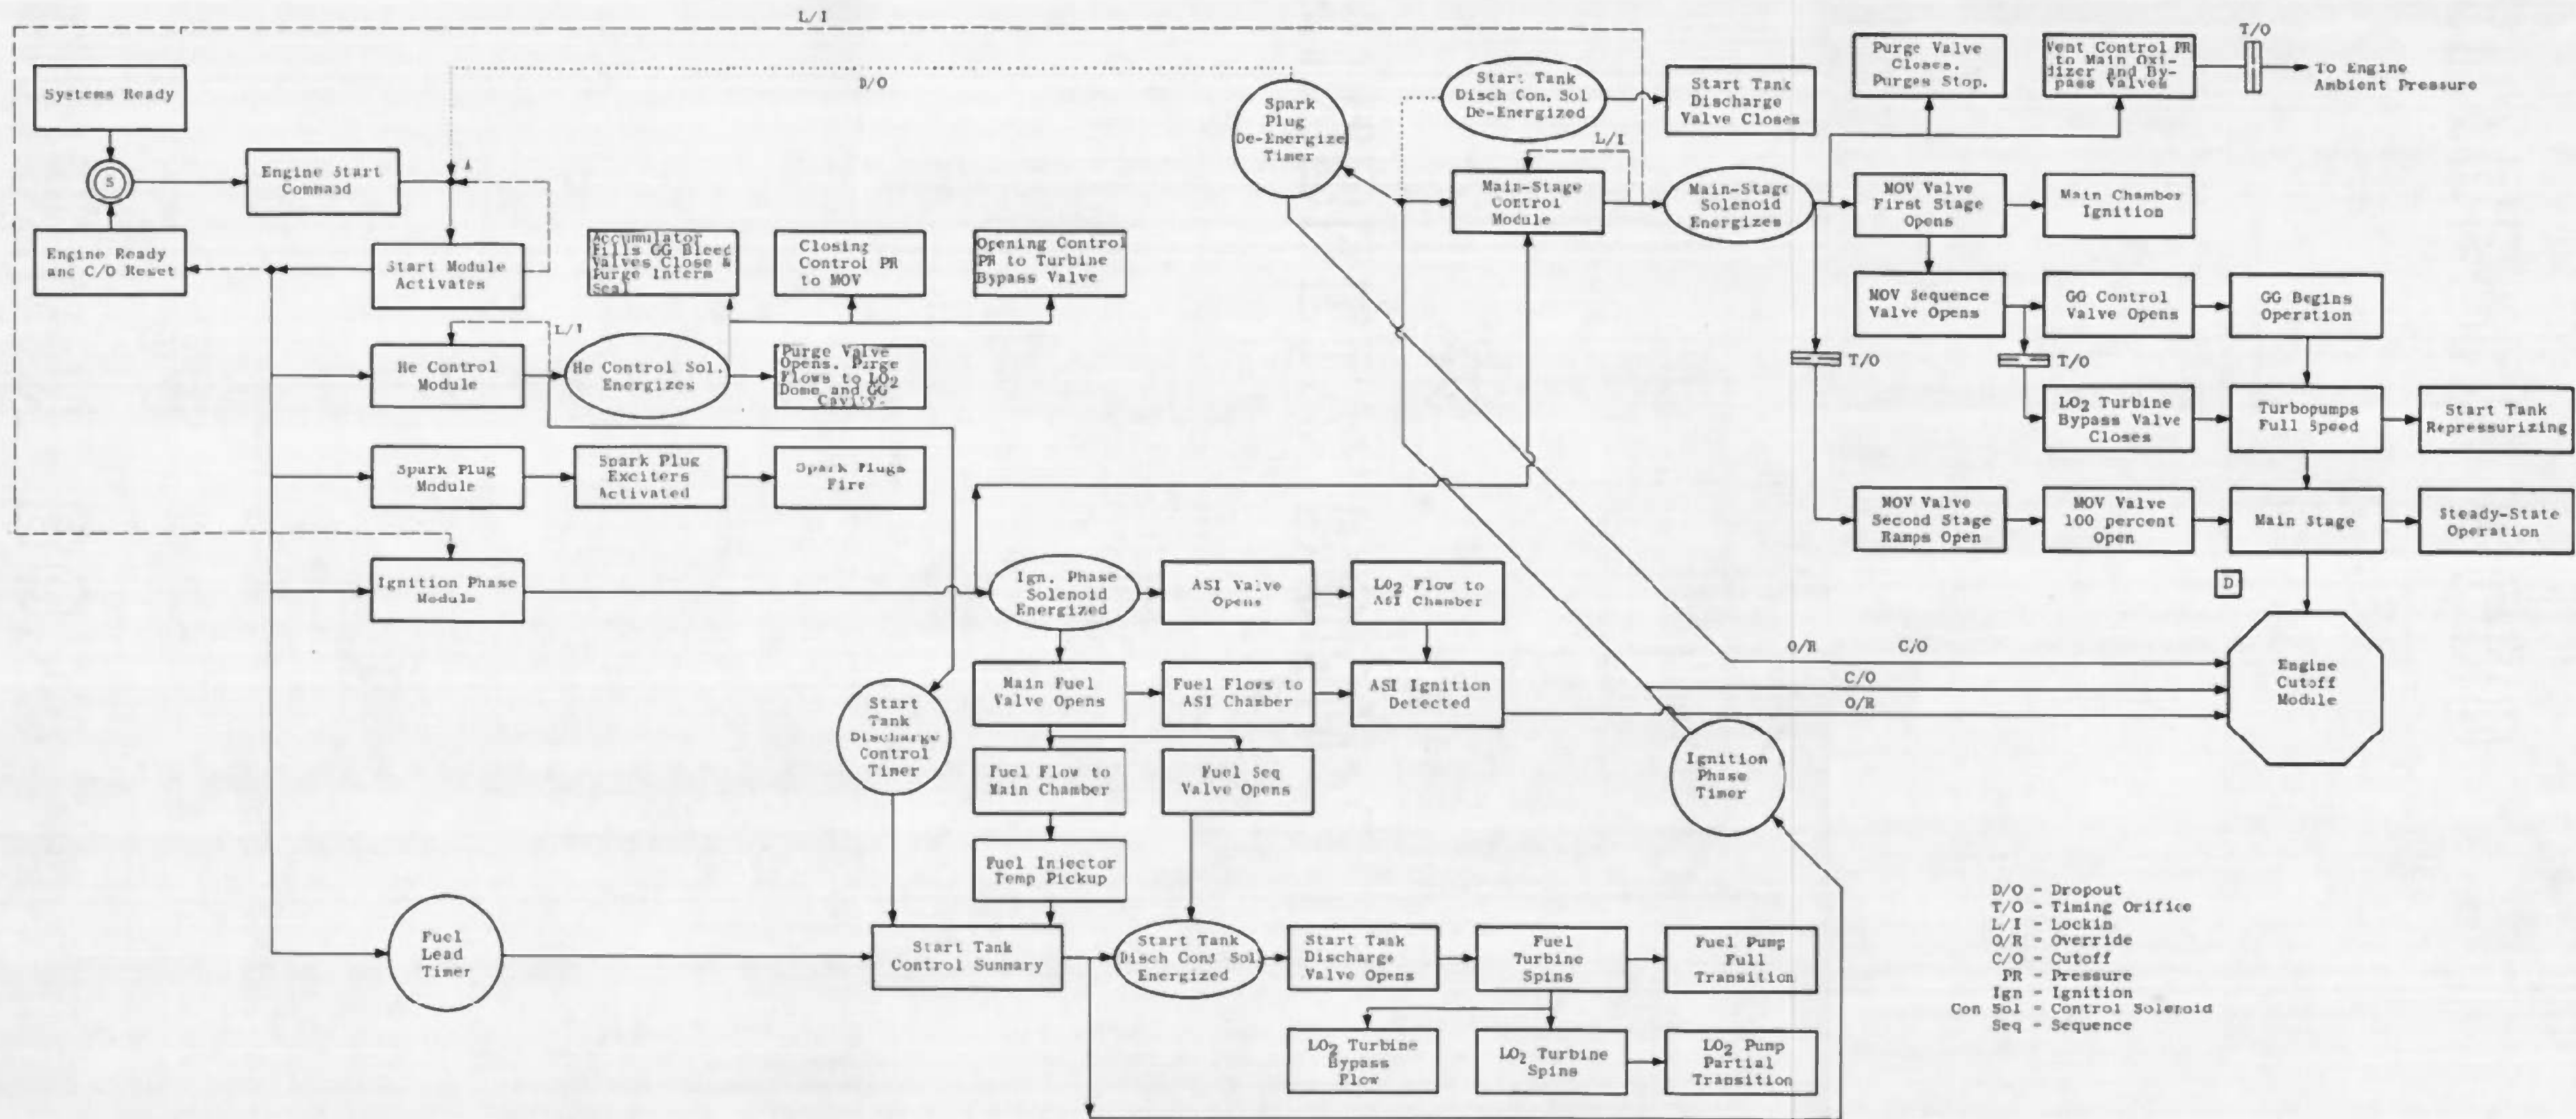 L/I
Systems Ready
S
Engine Start
Command
Engine Ready
and C/O Reset
D/O
A
Start Module
Activates
Accumulator
Fills GG Bleed
Valves Close &
Purge Interm
Seal
Closing
Control PR
to MOV
Opening Control
PR to Turbine
Bypass Valve
L/I
He Control
Module
He Control Sol.
Energizes
Purge Valve
Opens. Purge
Flows to LO2
Dome and GG
Cavity.
Spark Plug
Module
Spark Plug
Exciters
Activated
Spark Plugs
Fire
Ignition Phase
Module
Spark
Plug
De-Energize
Timer
Start Tank
Disch Con. Sol
De-Energized
Start Tank
Discharge
Valve Closes
L/I
Main-Stage
Control
Module
Main-Stage
Solenoid
Energizes
Purge Valve
Closes.
Purges Stop.
Vent Control PR
to Main Oxi-
dizer and By-
pass Valves
T/O
To Engine
Ambient Pressure
MOV Valve
First Stage
Opens
Main Chamber
Ignition
MOV Sequence
Valve Opens
GG Control
Valve Opens
GG Begins
Operation
T/O
T/O
LO2 Turbine
Bypass Valve
Closes
Turbopumps
Full Speed
Start Tank
Repressurizing
MOV Valve
Second Stage
Ramps Open
MOV Valve
100 percent
Open
Main Stage
Steady-State
Operation
D
Ign. Phase
Solenoid
Energized
ASI Valve
Opens
LO2 Flow to
ASI Chamber
Main Fuel
Valve Opens
Fuel Flows to
ASI Chamber
ASI Ignition
Detected
O/R
C/O
C/O
O/R
Engine
Cutoff
Module
Start
Tank
Discharge
Control
Timer
Fuel Flow to
Main Chamber
Fuel Seq
Valve Opens
Ignition
Phase
Timer
Fuel Injector
Temp Pickup
Fuel
Lead
Timer
Start Tank
Control Summary
Start Tank
Disch Con. Sol.
Energized
Start Task
Discharge
Valve Opens
Fuel
Turbine
Spins
Fuel Pump
Full
Transition
LO2 Turbine
Bypass
Flow
LO2 Turbine
Spins
LO2 Pump
Partial
Transition
D/O - Dropout
T/O - Timing Orifice
L/I - Lockin
O/R - Override
C/O - Cutoff
PR - Pressure
Ign - Ignition
Con Sol - Control Solenoid
Seq - Sequence